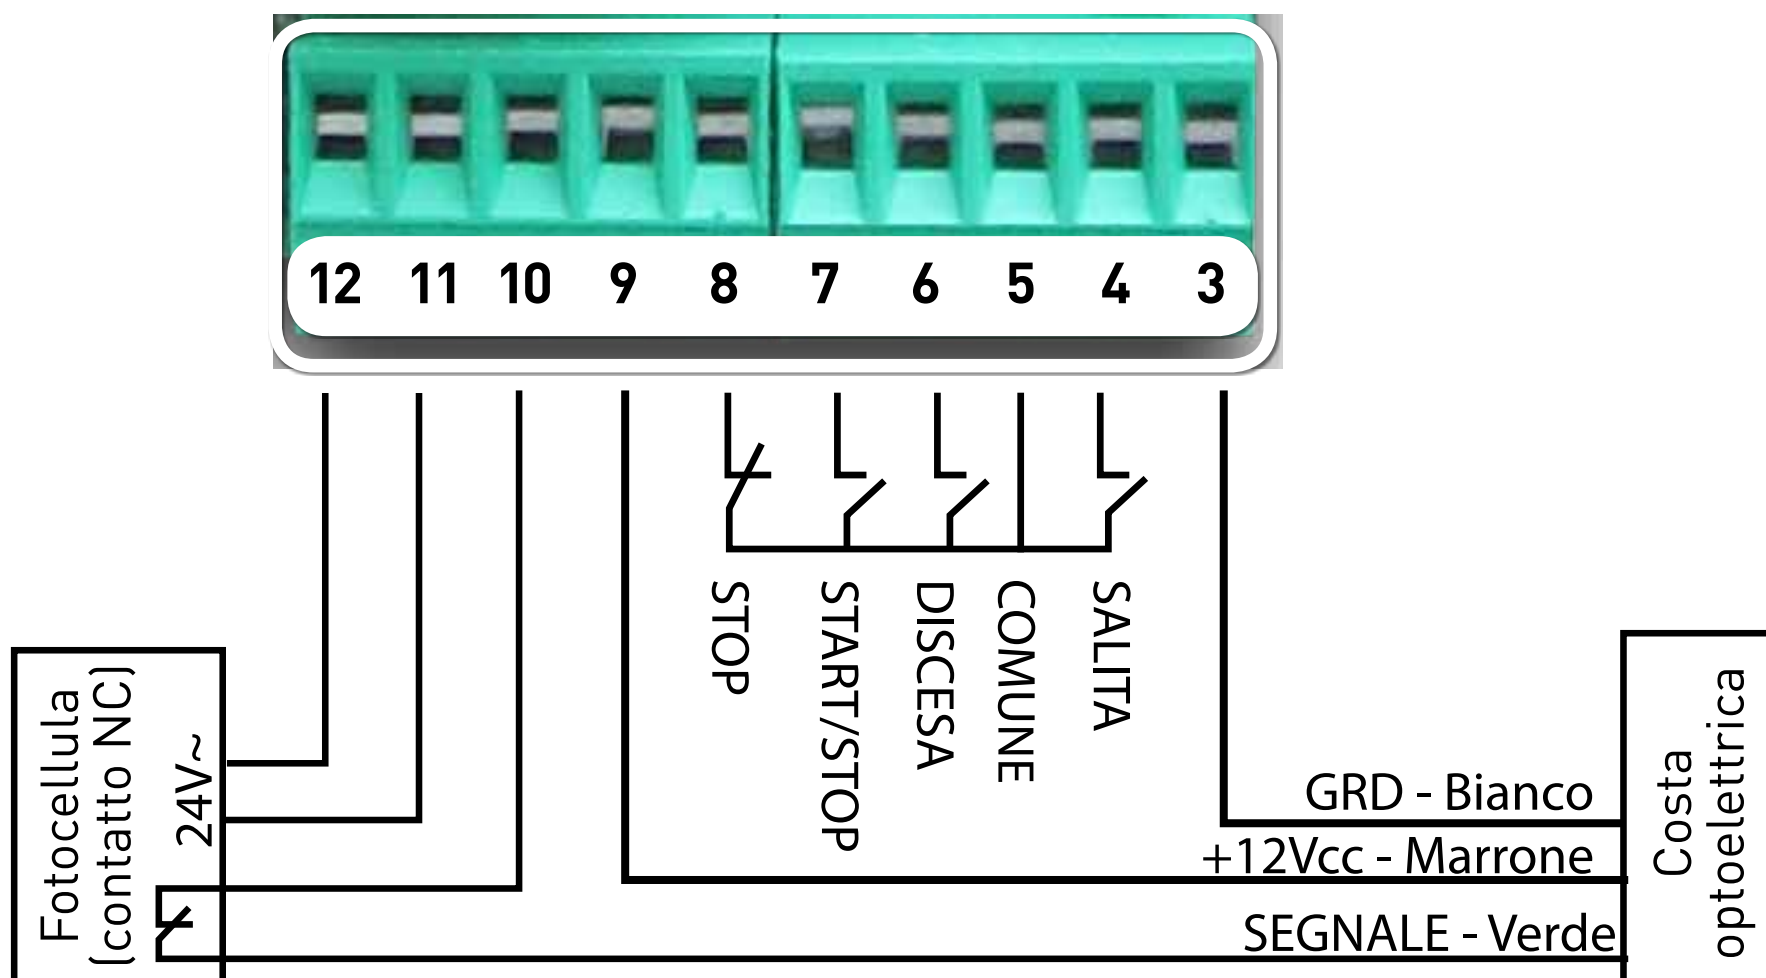 12 11 10 9 8 7 6 5 4 3
STOP
START/STOP
DISCESA
COMUNE
SALITA
Fotocellula
(contatto NC)
24V~
GRD - Bianco
+12Vcc - Marrone
SEGNALE - Verde
Costa
optoelettrica